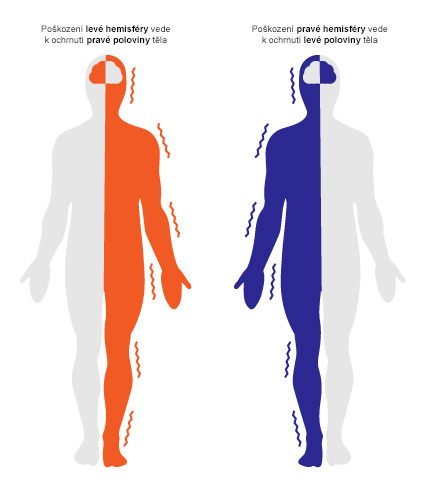 Poškození levé hemisféry vede
k ochrnutí pravé poloviny těla
Poškození pravé hemisféry vede
k ochrnutí levé poloviny těla